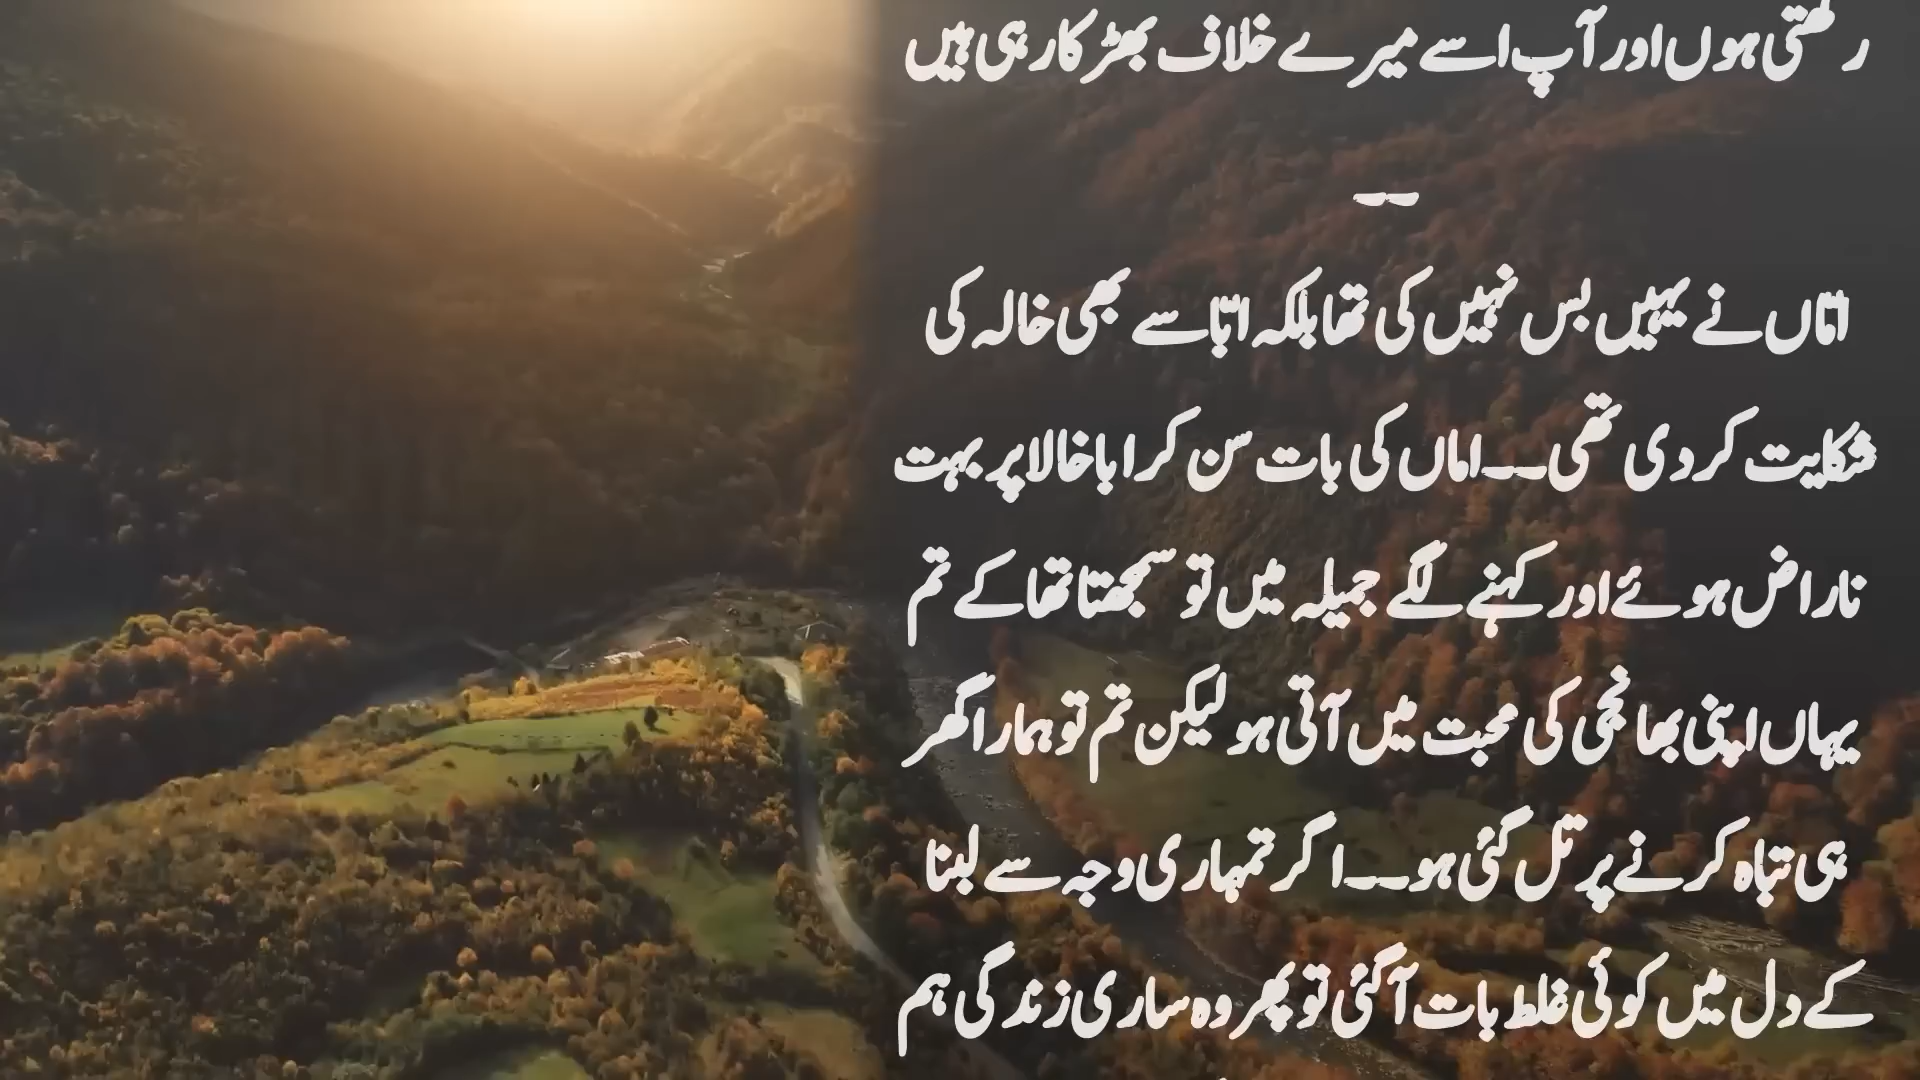 رکھتی ہوں اور آپ اسے میرے خلاف بھڑکا رہی ہیں
--
امّاں نے یہیں بس نہیں کی تھا بلکہ ابّا سے بھی خالہ کی
شکایت کر دی تھی--اماں کی بات سن کر ابا خالا پر بہت
ناراض ہوئے اور کہنے لگے جمیلہ میں تو سمجھتا تھا کے تم
یہاں اپنی بھانجی کی محبت میں آتی ہو لیکن تم تو ہمارا گھر
ہی تباہ کرنے پر تل گئی ہو--اگر تمہاری وجہ سے لبنا
کے دل میں کوئی غلط بات آ گئی تو پھر وہ ساری زندگی ہم